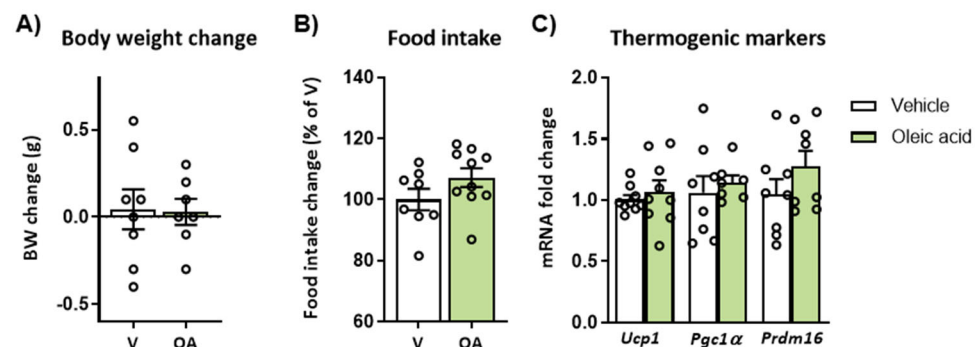 A) Body weight change
BW change (g)
0.5
0.0
-0.5
V OA
B) Food intake
Food intake change (% of V)
140
120
100
80
60
V OA
C) Thermogenic markers
mRNA fold change
2.0
1.5
1.0
0.5
0.0
Ucp1 Pgc1α Prdm16
Vehicle
Oleic acid